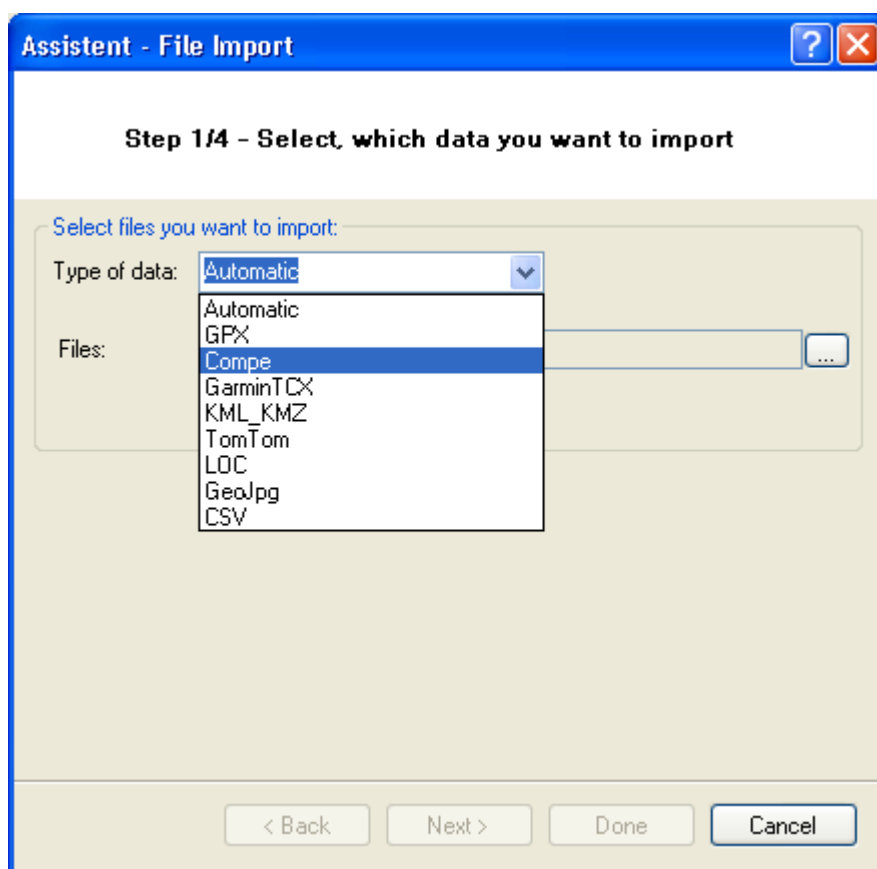 Assistent - File Import
Step 1/4 - Select, which data you want to import
Select files you want to import:
Type of data: Automatic
Automatic
GPX
Files:
...
Compe
GarminTCX
KML_KMZ
TomTom
LOC
GeoJpg
CSV
< Back Next > Done Cancel